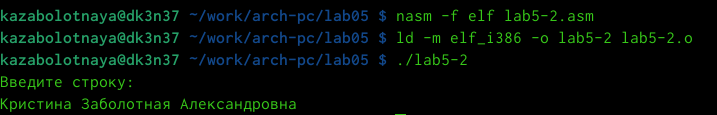 kazabolotnaya@dk3n37 ~/work/arch-pc/lab05 $ nasm -f elf lab5-2.asm
kazabolotnaya@dk3n37 ~/work/arch-pc/lab05 $ ld -m elf_i386 -o lab5-2 lab5-2.o
kazabolotnaya@dk3n37 ~/work/arch-pc/lab05 $ ./lab5-2
Введите строку:
Кристина Заболотная Александровна